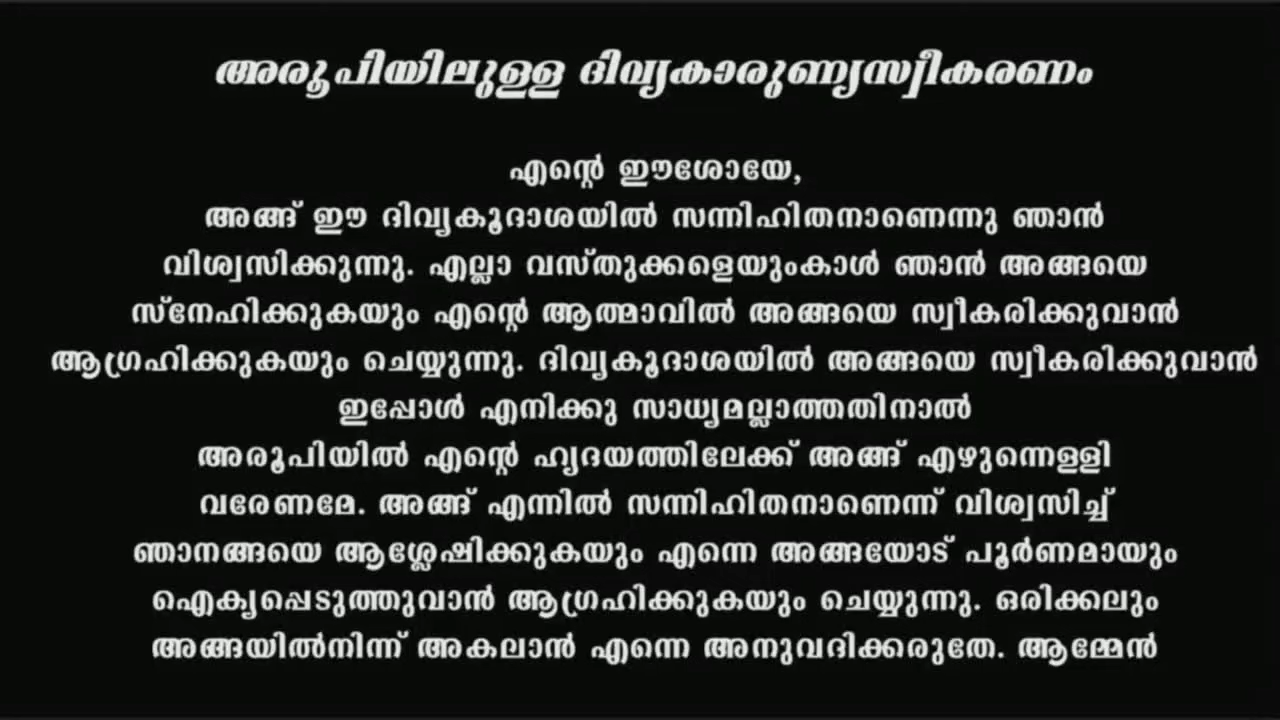 അരൂപിയിലുള്ള ദിവ്യകാരുണ്യസ്വീകരണം
എന്റെ ഈശോയേ,
അങ്ങ് ഈ ദിവ്യകൂദാശയിൽ സന്നിഹിതനാണെന്നു ഞാൻ
വിശ്വസിക്കുന്നു. എല്ലാ വസ്തുക്കളെയുംകാൾ ഞാൻ അങ്ങയെ
സ്നേഹിക്കുകയും എന്റെ ആത്മാവിൽ അങ്ങയെ സ്വീകരിക്കുവാൻ
ആഗ്രഹിക്കുകയും ചെയ്യുന്നു. ദിവ്യകൂദാശയിൽ അങ്ങയെ സ്വീകരിക്കുവാൻ
ഇപ്പോൾ എനിക്കു സാധ്യമല്ലാത്തതിനാൽ
അരൂപിയിൽ എന്റെ ഹൃദയത്തിലേക്ക് അങ്ങ് എഴുന്നെള്ളി
വരേണമേ. അങ്ങ് എന്നിൽ സന്നിഹിതനാണെന്ന് വിശ്വസിച്ച്
ഞാനങ്ങയെ ആശ്ലേഷിക്കുകയും എന്നെ അങ്ങയോട് പൂർണമായും
ഐക്യപ്പെടുത്തുവാൻ ആഗ്രഹിക്കുകയും ചെയ്യുന്നു. ഒരിക്കലും
അങ്ങയിൽനിന്ന് അകലാൻ എന്നെ അനുവദിക്കരുതേ. ആമ്മേൻ